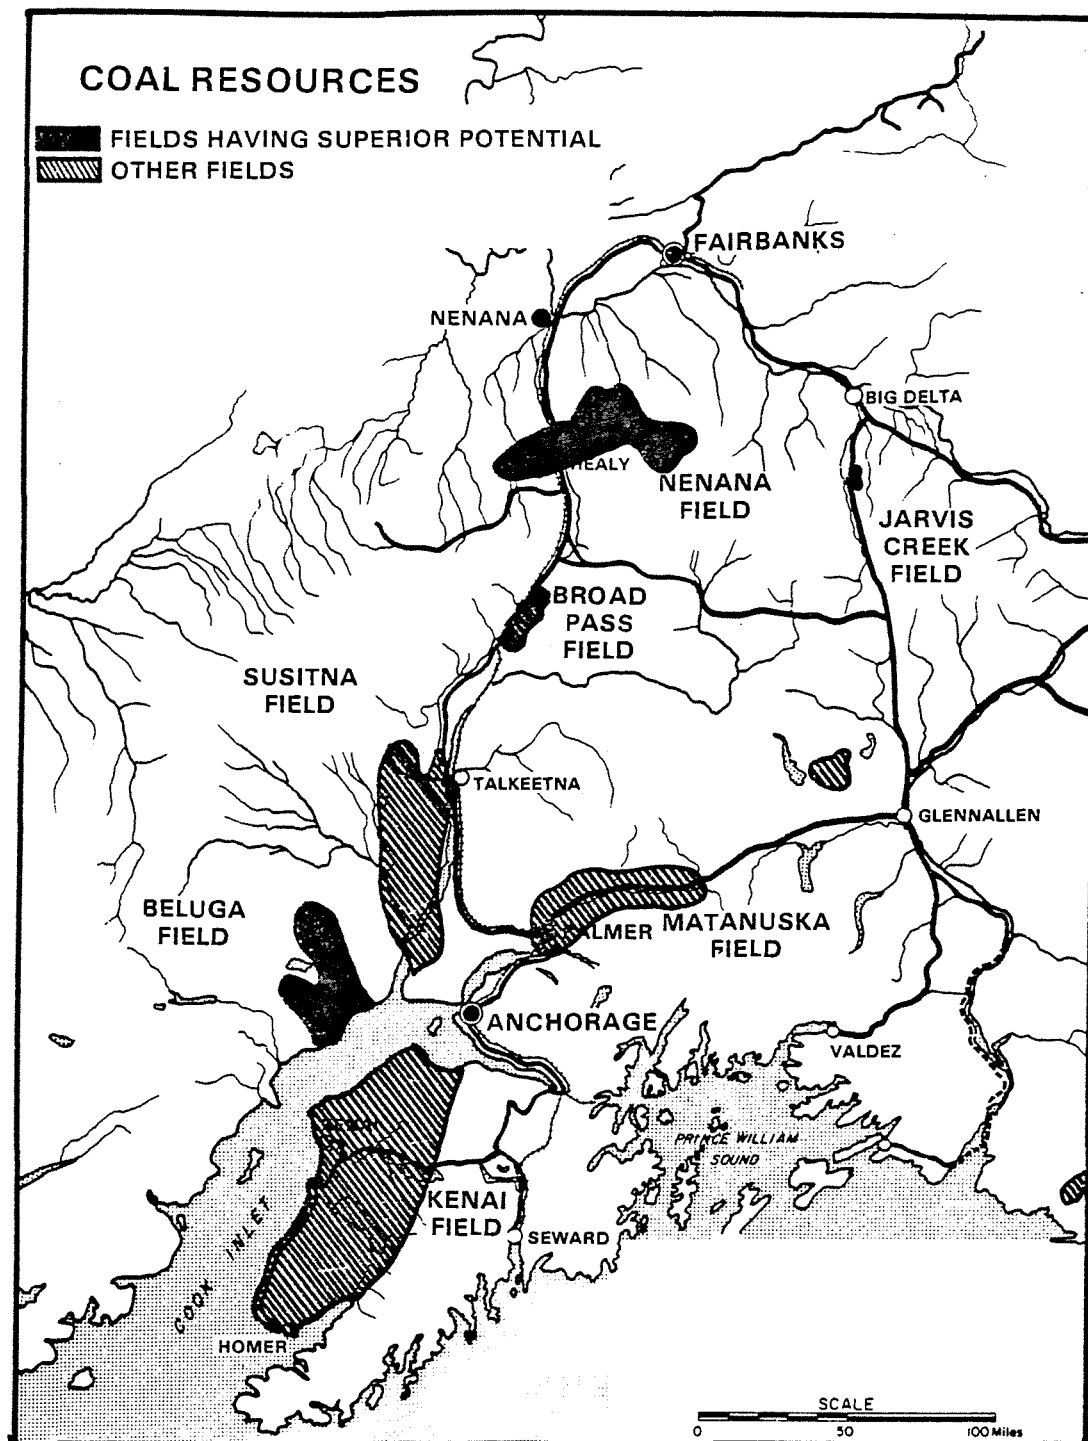 COAL RESOURCES
FIELDS HAVING SUPERIOR POTENTIAL
OTHER FIELDS
FAIRBANKS
NENANA
BIG DELTA
HEALY
NENANA
FIELD
JARVIS
CREEK
FIELD
BROAD
PASS
FIELD
SUSITNA
FIELD
TALKEETNA
GLENNALLEN
BELUGA
FIELD
PALMER
MATANUSKA
FIELD
ANCHORAGE
VALDEZ
PRINCE WILLIAM
SOUND
KENAI
FIELD
COOK INLET
SEWARD
HOMER
SCALE
0 50 100 Miles